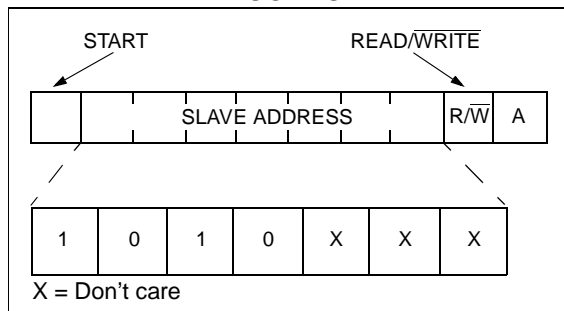 START READ/WRITE
SLAVE ADDRESS R/W A
1 0 1 0 X X X
X = Don't care